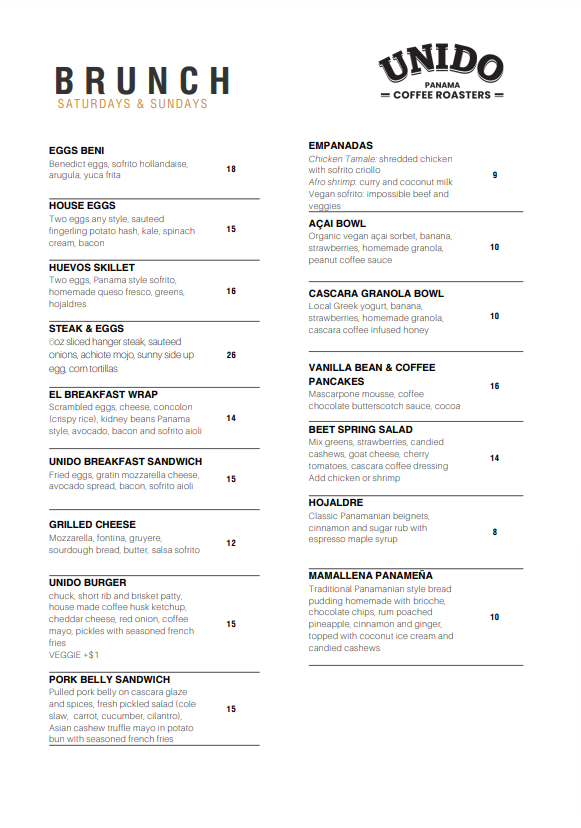 BRUNCH
SATURDAYS & SUNDAYS
UNIDO
PANAMA
COFFEE ROASTERS
EGGS BENI
Benedict eggs, sofrito hollandaise,
arugula, yuca frita
18
HOUSE EGGS
Two eggs any style, sauteed
fingerling potato hash, kale, spinach
cream, bacon
15
HUEVOS SKILLET
Two eggs, Panama style sofrito,
homemade queso fresco, greens,
hojaldres
16
STEAK & EGGS
6oz sliced hanger steak, sauteed
onions, achiote mojo, sunny side up
egg, corn tortillas
26
EL BREAKFAST WRAP
Scrambled eggs, cheese, concolon
(crispy rice), kidney beans Panama
style, avocado, bacon and sofrito aioli
14
UNIDO BREAKFAST SANDWICH
Fried eggs, gratin mozzarella cheese,
avocado spread, bacon, sofrito aioli
15
GRILLED CHEESE
Mozzarella, fontina, gruyere,
sourdough bread, butter, salsa sofrito
12
UNIDO BURGER
chuck, short rib and brisket patty,
house made coffee husk ketchup,
cheddar cheese, red onion, coffee
mayo, pickles with seasoned french
fries
VEGGIE +$1
15
PORK BELLY SANDWICH
Pulled pork belly on cascara glaze
and spices, fresh pickled salad (cole
slaw, carrot, cucumber, cilantro),
Asian cashew truffle mayo in potato
bun with seasoned french fries
15
EMPANADAS
Chicken Tamale: shredded chicken
with sofrito criollo
Afro shrimp: curry and coconut milk
Vegan sofrito: impossible beef and
veggies
9
AÇAI BOWL
Organic vegan açai sorbet, banana,
strawberries, homemade granola,
peanut coffee sauce
10
CASCARA GRANOLA BOWL
Local Greek yogurt, banana,
strawberries, homemade granola,
cascara coffee infused honey
10
VANILLA BEAN & COFFEE
PANCAKES
Mascarpone mousse, coffee
chocolate butterscotch sauce, cocoa
16
BEET SPRING SALAD
Mix greens, strawberries, candied
cashews, goat cheese, cherry
tomatoes, cascara coffee dressing
Add chicken or shrimp
14
HOJALDRE
Classic Panamanian beignets,
cinnamon and sugar rub with
espresso maple syrup
8
MAMALLENA PANAMEÑA
Traditional Panamanian style bread
pudding homemade with brioche,
chocolate chips, rum poached
pineapple, cinnamon and ginger,
topped with coconut ice cream and
candied cashews
10